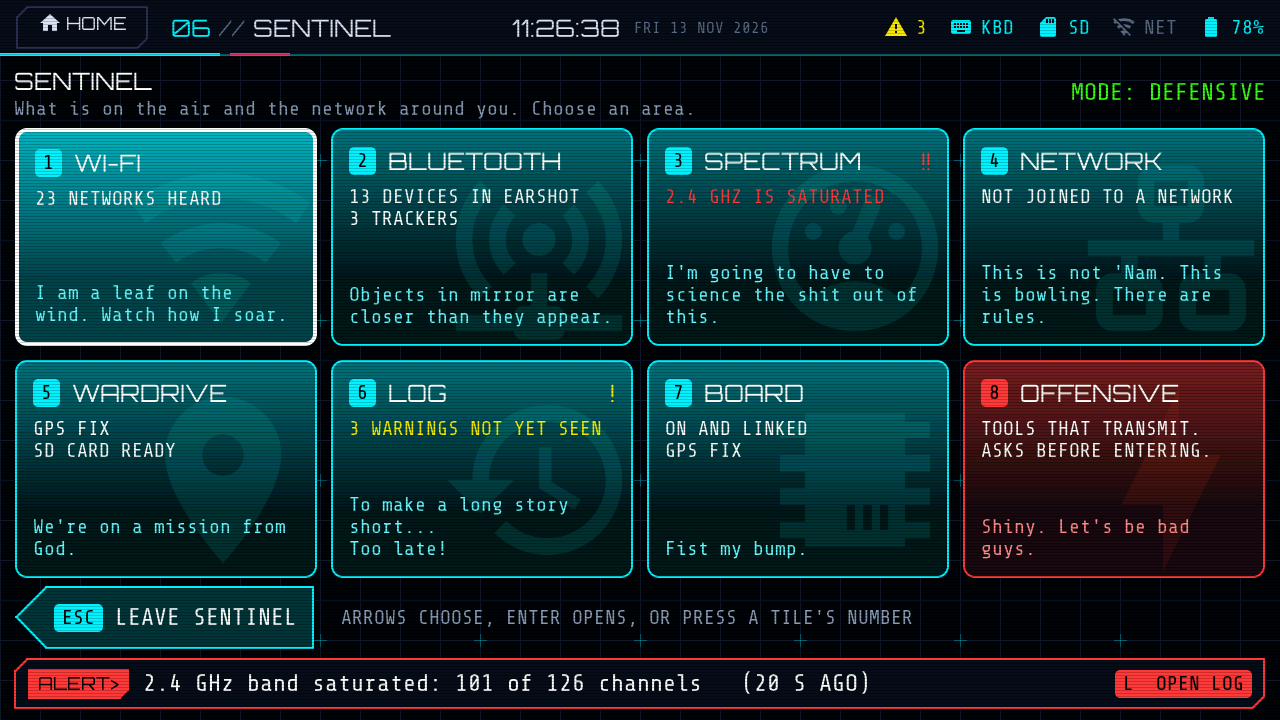 HOME
06 // SENTINEL
11:26:38 FRI 13 NOV 2026
3 KBD SD NET 78%
SENTINEL
What is on the air and the network around you. Choose an area.
MODE: DEFENSIVE
1 WI-FI
23 NETWORKS HEARD
I am a leaf on the
wind. Watch how I soar.
2 BLUETOOTH
13 DEVICES IN EARSHOT
3 TRACKERS
Objects in mirror are
closer than they appear.
3 SPECTRUM !!
2.4 GHZ IS SATURATED
I'm going to have to
science the shit out of
this.
4 NETWORK
NOT JOINED TO A NETWORK
This is not 'Nam. This
is bowling. There are
rules.
5 WARDRIVE
GPS FIX
SD CARD READY
We're on a mission from
God.
6 LOG !
3 WARNINGS NOT YET SEEN
To make a long story
short...
Too late!
7 BOARD
ON AND LINKED
GPS FIX
Fist my bump.
8 OFFENSIVE
TOOLS THAT TRANSMIT.
ASKS BEFORE ENTERING.
Shiny. Let's be bad
guys.
ESC LEAVE SENTINEL
ARROWS CHOOSE, ENTER OPENS, OR PRESS A TILE'S NUMBER
ALERT> 2.4 GHz band saturated: 101 of 126 channels (20 S AGO)
L OPEN LOG